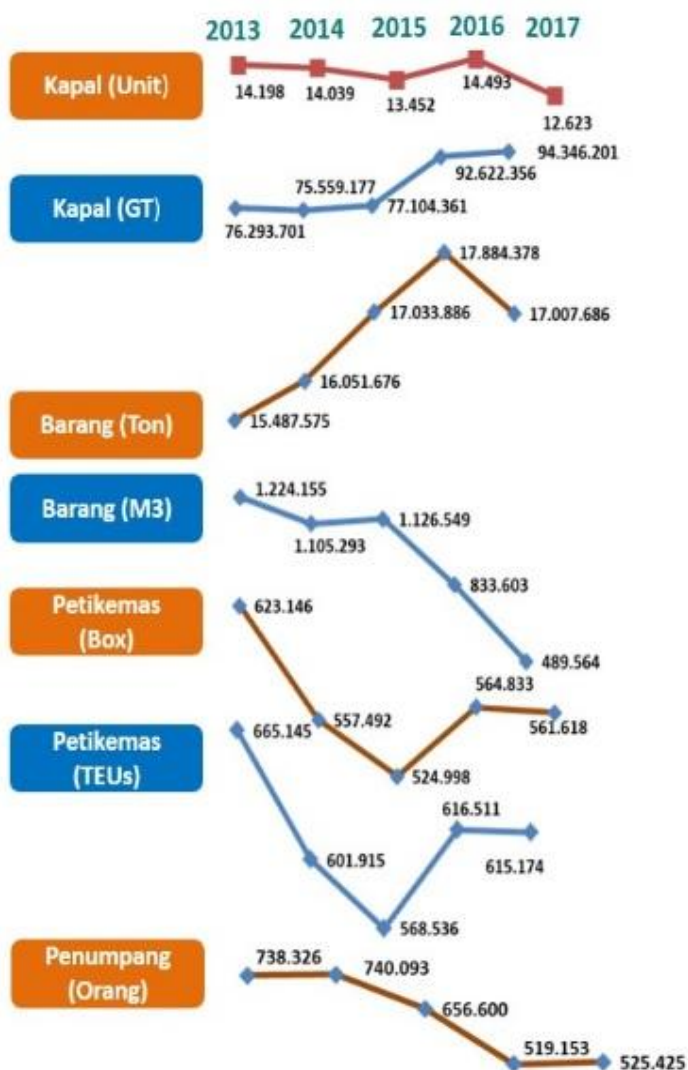 2013 2014 2015 2016 2017
Kapal (Unit)
14.198 14.039 13.452 14.493 12.623
Kapal (GT)
76.293.701 75.559.177 77.104.361 92.622.356 94.346.201
Barang (Ton)
15.487.575 16.051.676 17.033.886 17.884.378 17.007.686
Barang (M3)
1.224.155 1.105.293 1.126.549 833.603 489.564
Petikemas
(Box)
623.146 557.492 524.998 564.833 561.618
Petikemas
(TEUs)
665.145 601.915 568.536 616.511 615.174
Penumpang
(Orang)
738.326 740.093 656.600 519.153 525.425